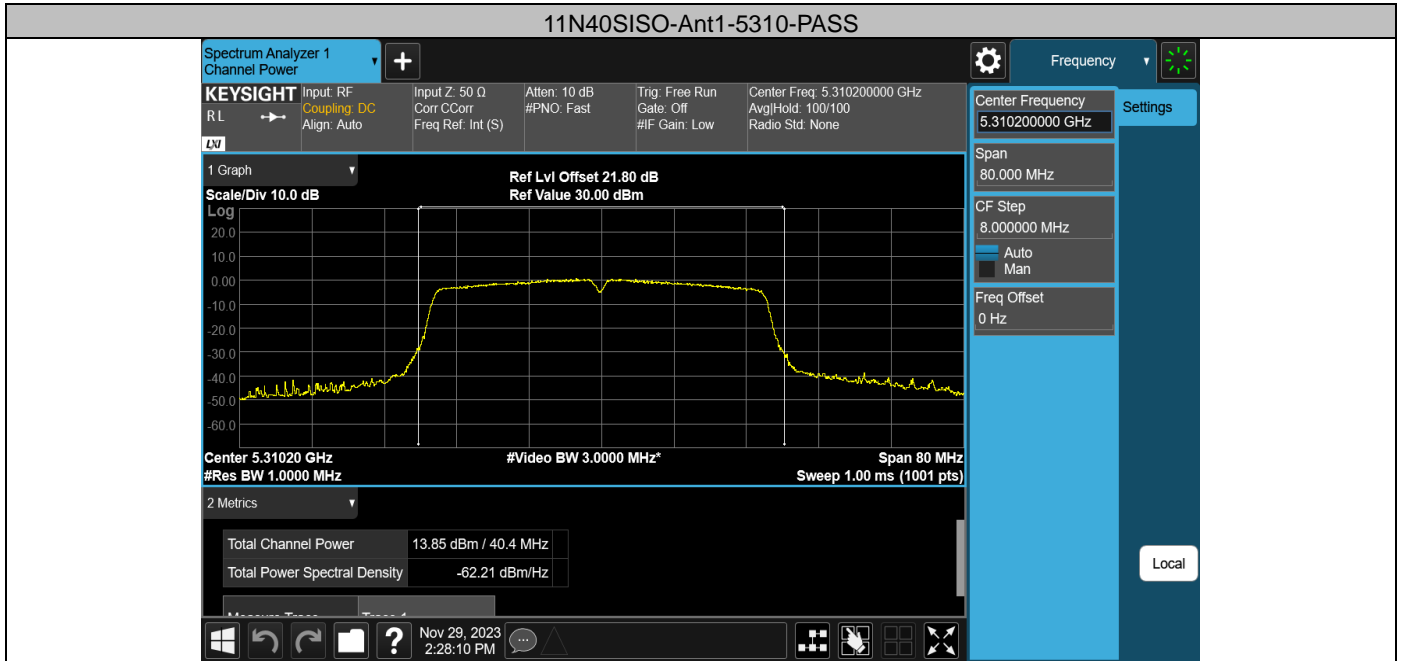 11N40SISO-Ant1-5310-PASS
Spectrum Analyzer 1
Channel Power
Frequency
KEYSIGHT
RL
LXI
Input: RF
Coupling: DC
Align: Auto
Input Z: 50 Ω
Corr CCorr
Freq Ref: Int (S)
Atten: 10 dB
#PNO: Fast
Trig: Free Run
Gate: Off
#IF Gain: Low
Center Freq: 5.310200000 GHz
Avg|Hold: 100/100
Radio Std: None
Center Frequency
5.310200000 GHz
Settings
Span
80.000 MHz
CF Step
8.000000 MHz
Auto
Man
Freq Offset
0 Hz
1 Graph
Scale/Div 10.0 dB
Ref Lvl Offset 21.80 dB
Ref Value 30.00 dBm
Log
20.0
10.0
0.00
-10.0
-20.0
-30.0
-40.0
-50.0
-60.0
Center 5.31020 GHz
#Video BW 3.0000 MHz*
Span 80 MHz
#Res BW 1.0000 MHz
Sweep 1.00 ms (1001 pts)
2 Metrics
Total Channel Power 13.85 dBm / 40.4 MHz
Total Power Spectral Density -62.21 dBm/Hz
Measure Trace Trace 1
Local
?
Nov 29, 2023
2:28:10 PM